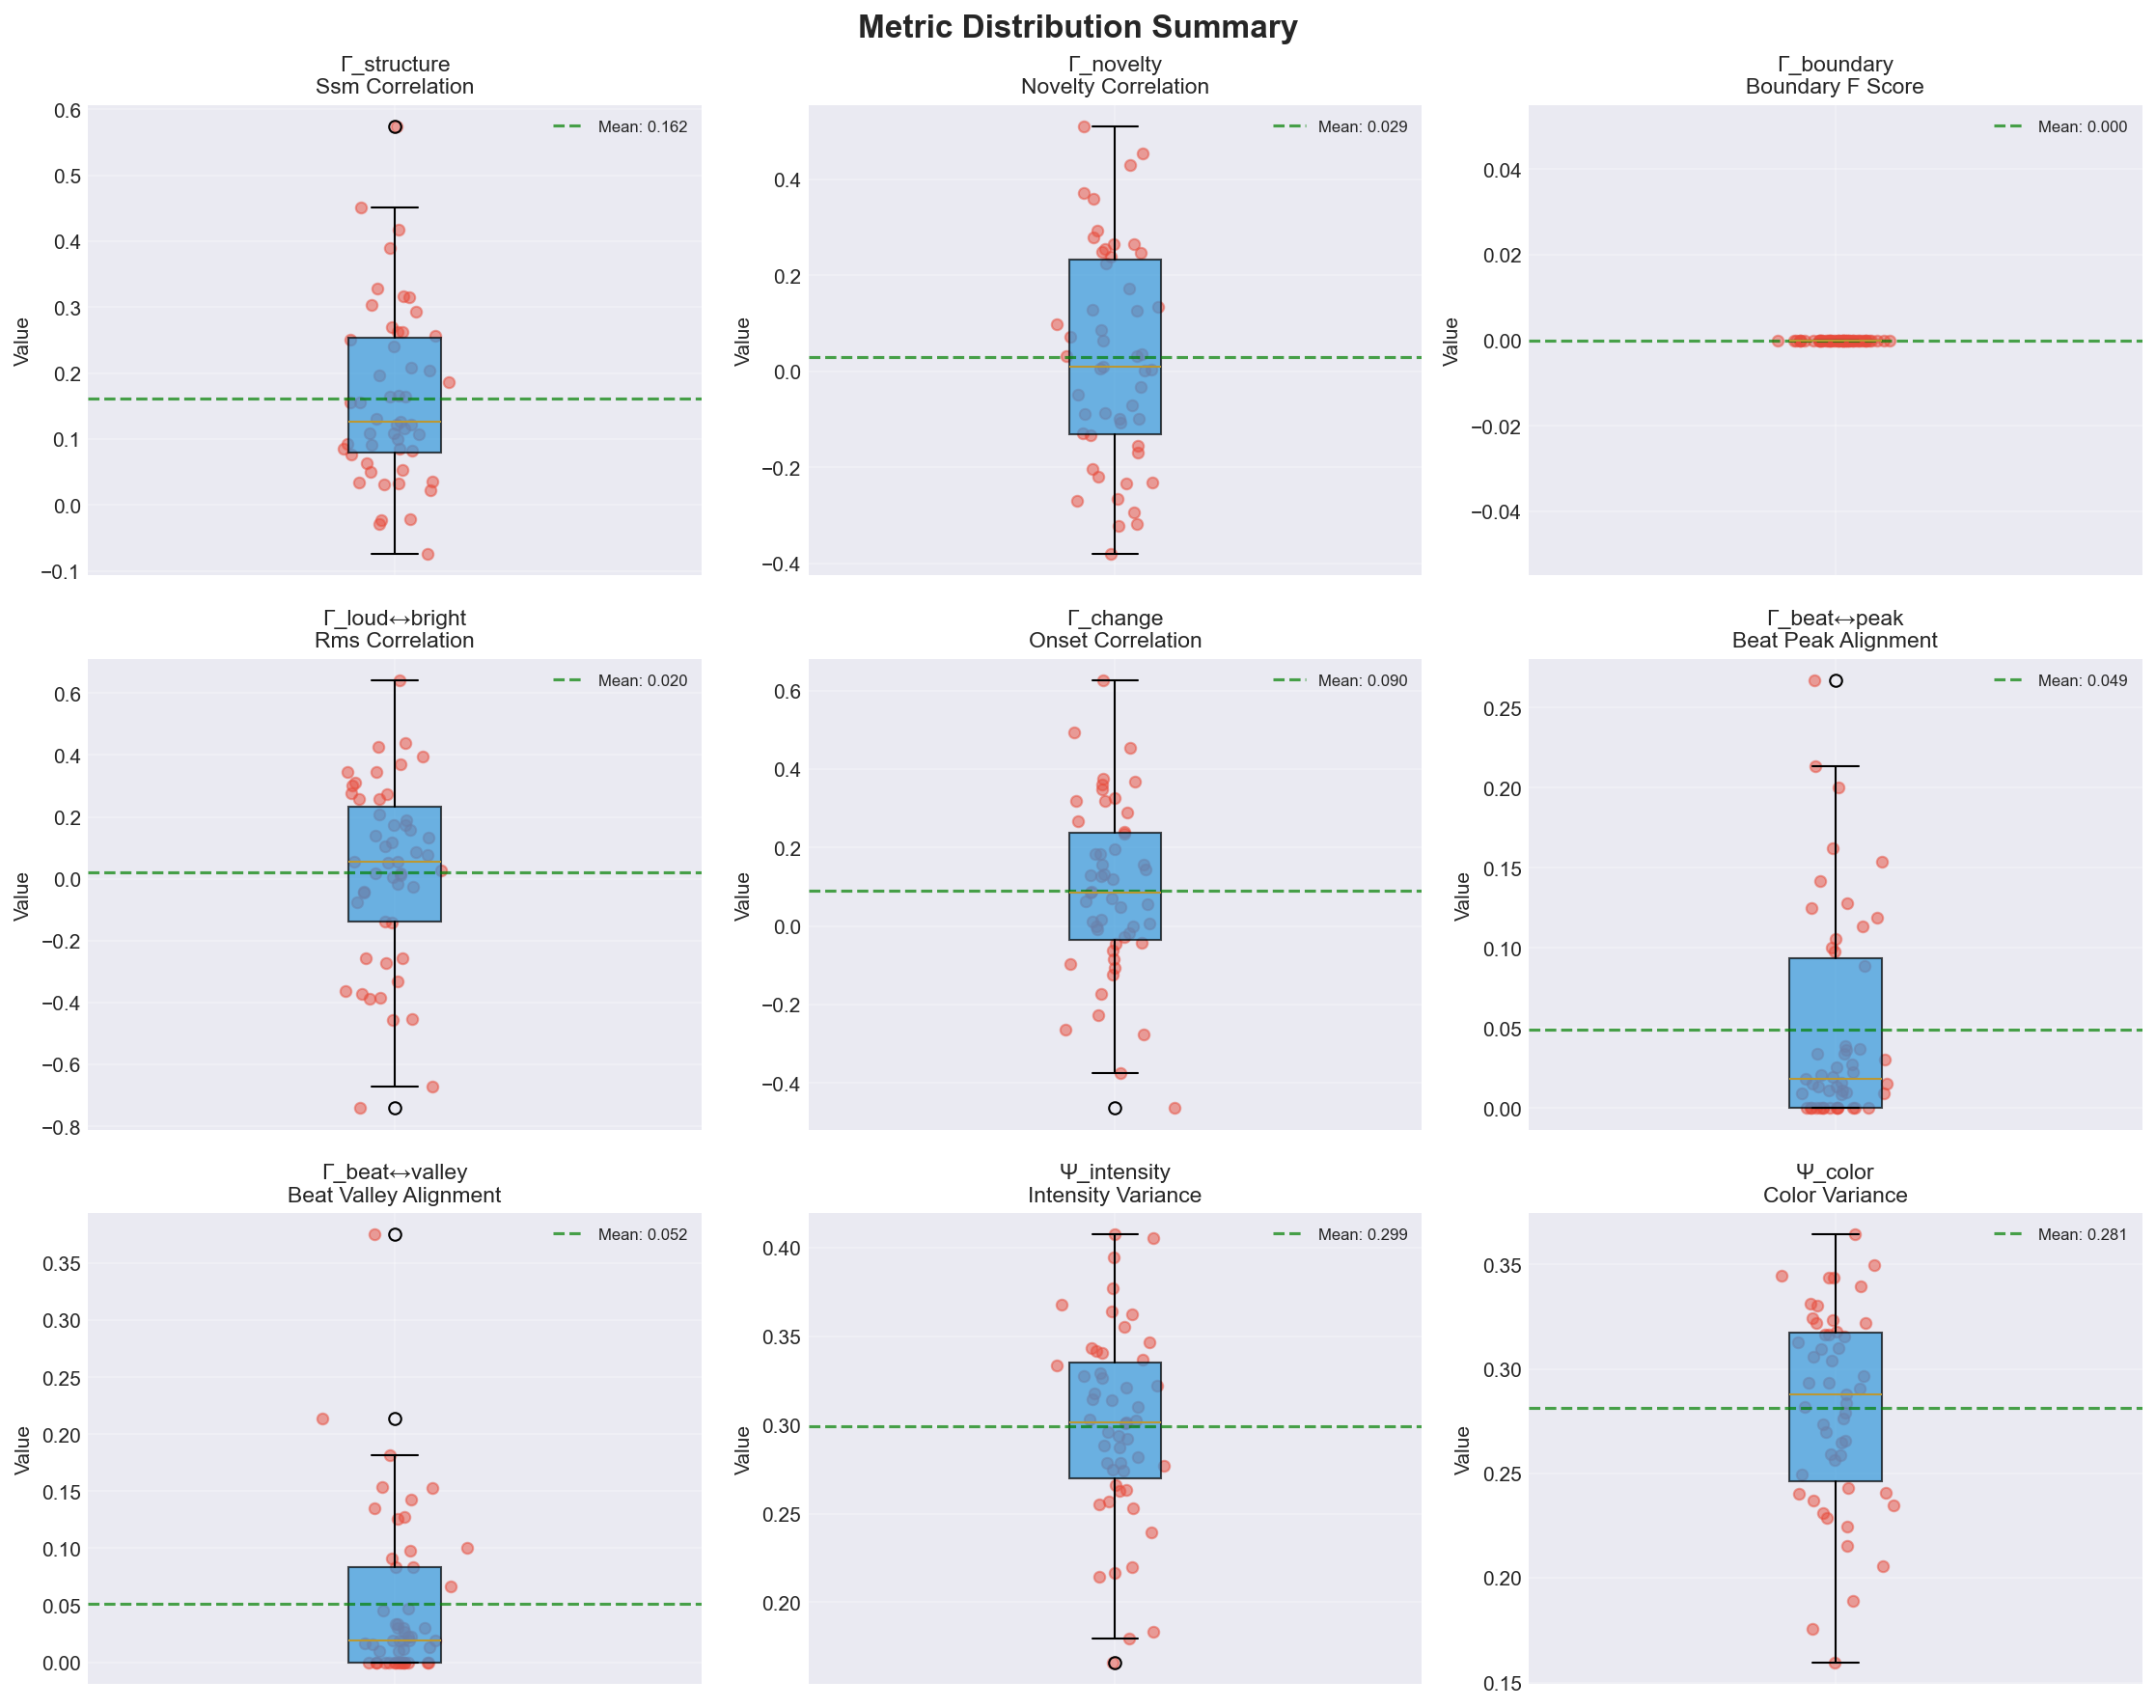 Metric Distribution Summary
Γ_structure
Ssm Correlation
Mean: 0.162
Value
0.6
0.5
0.4
0.3
0.2
0.1
0.0
−0.1
Γ_novelty
Novelty Correlation
Mean: 0.029
Value
0.4
0.2
0.0
−0.2
−0.4
Γ_boundary
Boundary F Score
Mean: 0.000
Value
0.04
0.02
0.00
−0.02
−0.04
Γ_loud↔bright
Rms Correlation
Mean: 0.020
Value
0.6
0.4
0.2
0.0
−0.2
−0.4
−0.6
−0.8
Γ_change
Onset Correlation
Mean: 0.090
Value
0.6
0.4
0.2
0.0
−0.2
−0.4
Γ_beat↔peak
Beat Peak Alignment
Mean: 0.049
Value
0.25
0.20
0.15
0.10
0.05
0.00
Γ_beat↔valley
Beat Valley Alignment
Mean: 0.052
Value
0.35
0.30
0.25
0.20
0.15
0.10
0.05
0.00
Ψ_intensity
Intensity Variance
Mean: 0.299
Value
0.40
0.35
0.30
0.25
0.20
Ψ_color
Color Variance
Mean: 0.281
Value
0.35
0.30
0.25
0.20
0.15